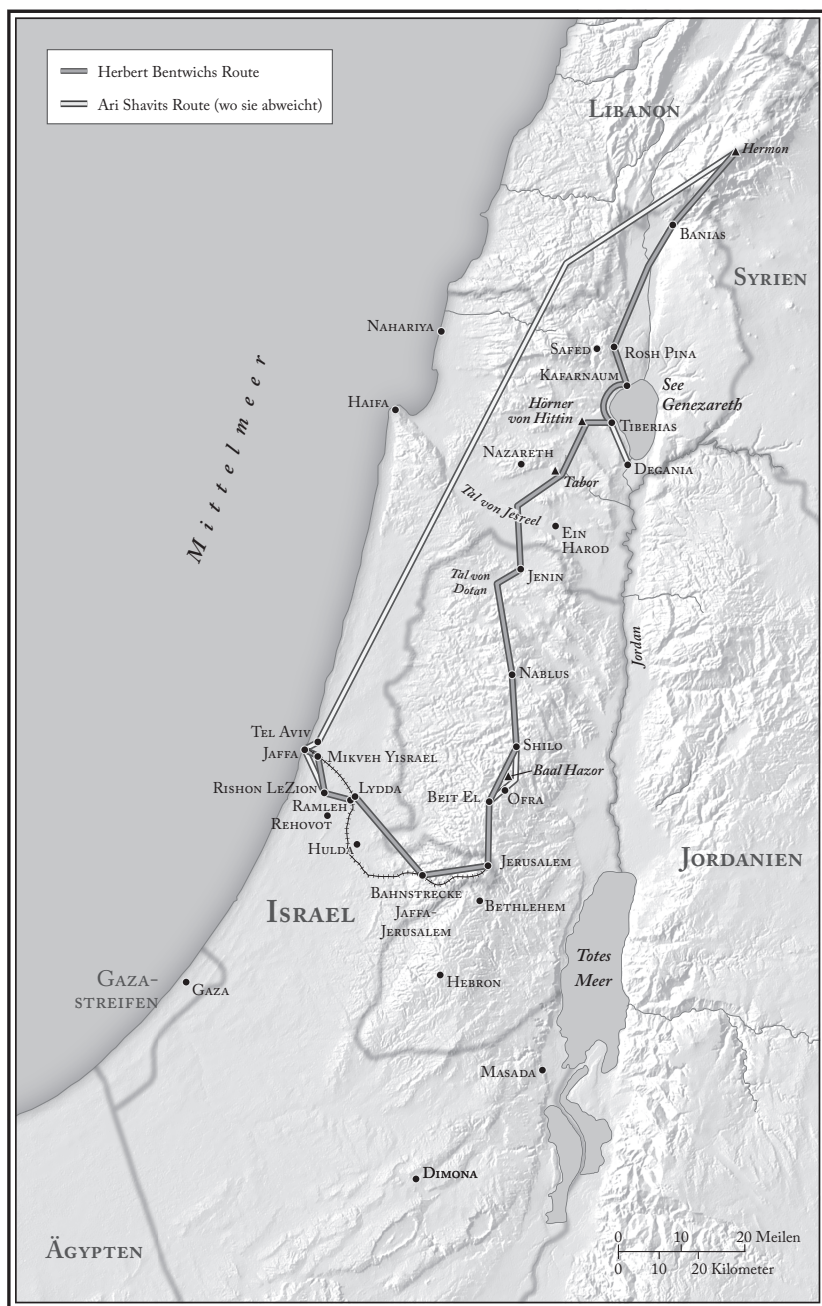 Herbert Bentwichs Route
Ari Shavits Route (wo sie abweicht)
LIBANON
Hermon
BANIAS
SYRIEN
NAHARIYA
SAFED
ROSH PINA
KAFARNAUM
See
Genezareth
HAIFA
Hörner
von Hittin
TIBERIAS
Mittelmeer
NAZARETH
DEGANIA
Tabor
Tal von Jesreel
EIN
HAROD
JENIN
Tal von
Dotan
Jordan
NABLUS
TEL AVIV
JAFFA
MIKVEH YISRAEL
SHILO
Baal Hazor
RISHON LEZION
LYDDA
RAMLEH
BEIT EL
OFRA
REHOVOT
HULDA
JERUSALEM
JORDANIEN
BAHNSTRECKE
JAFFA-
JERUSALEM
ISRAEL
BETHLEHEM
Totes
Meer
GAZA-
STREIFEN
GAZA
HEBRON
MASADA
DIMONA
ÄGYPTEN
0 10 20 Meilen
0 10 20 Kilometer